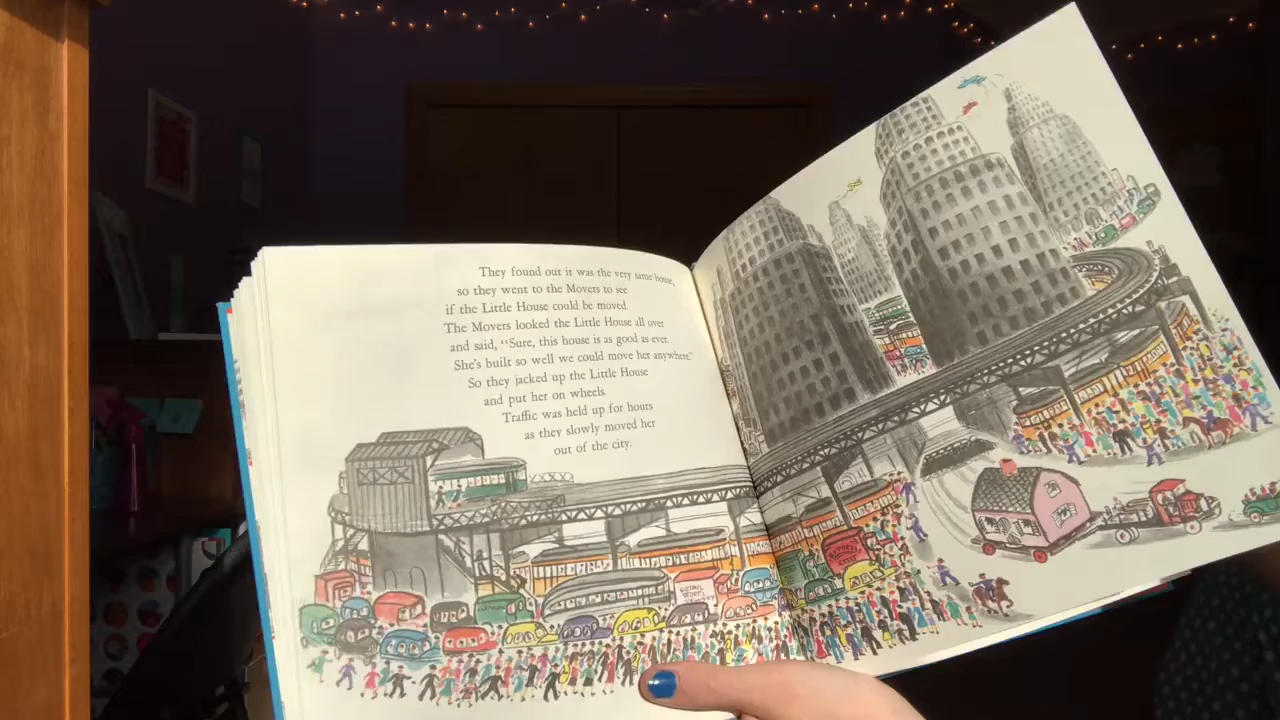 They found out it was the very same house,
so they went to the Movers to see
if the Little House could be moved.
The Movers looked the Little House all over
and said, “Sure, this house is as good as ever.
She's built so well we could move her anywhere.”
So they jacked up the Little House
and put her on wheels.
Traffic was held up for hours
as they slowly moved her
out of the city.